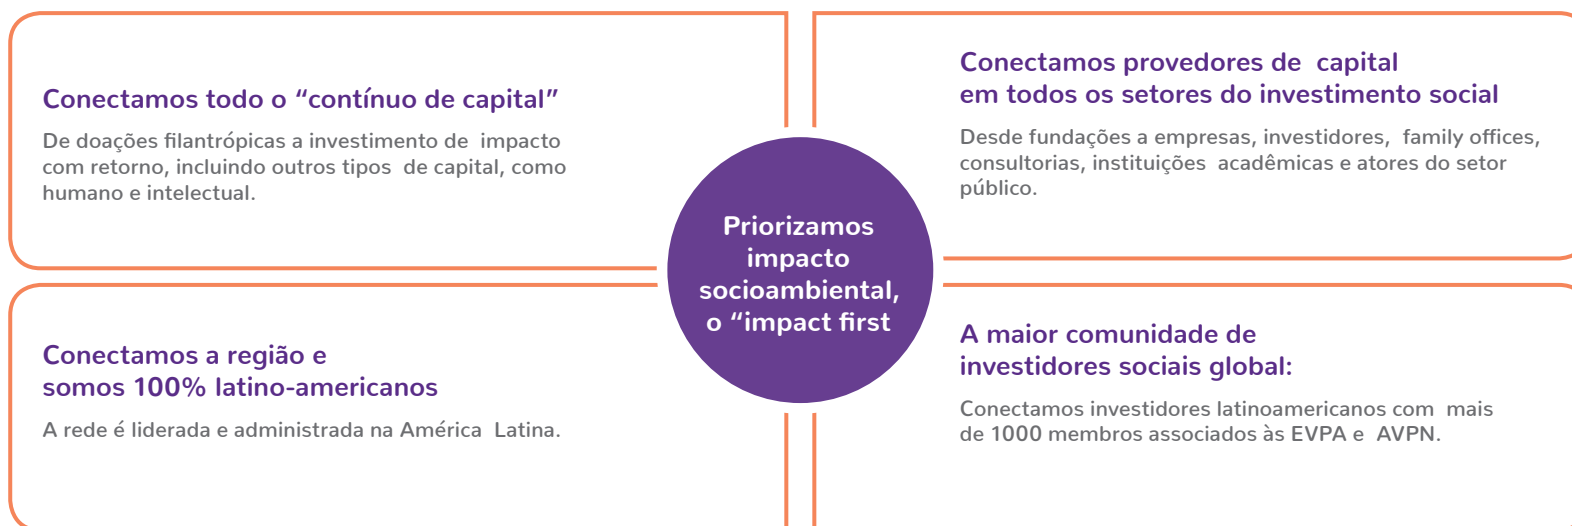 Conectamos todo o “contínuo de capital”
De doações filantrópicas a investimento de impacto
com retorno, incluindo outros tipos de capital, como
humano e intelectual.
Conectamos provedores de capital
em todos os setores do investimento social
Desde fundações a empresas, investidores, family offices,
consultorias, instituições acadêmicas e atores do setor
público.
Priorizamos
impacto
socioambiental,
o “impact first
Conectamos a região e
somos 100% latino-americanos
A rede é liderada e administrada na América Latina.
A maior comunidade de
investidores sociais global:
Conectamos investidores latinoamericanos com mais
de 1000 membros associados às EVPA e AVPN.